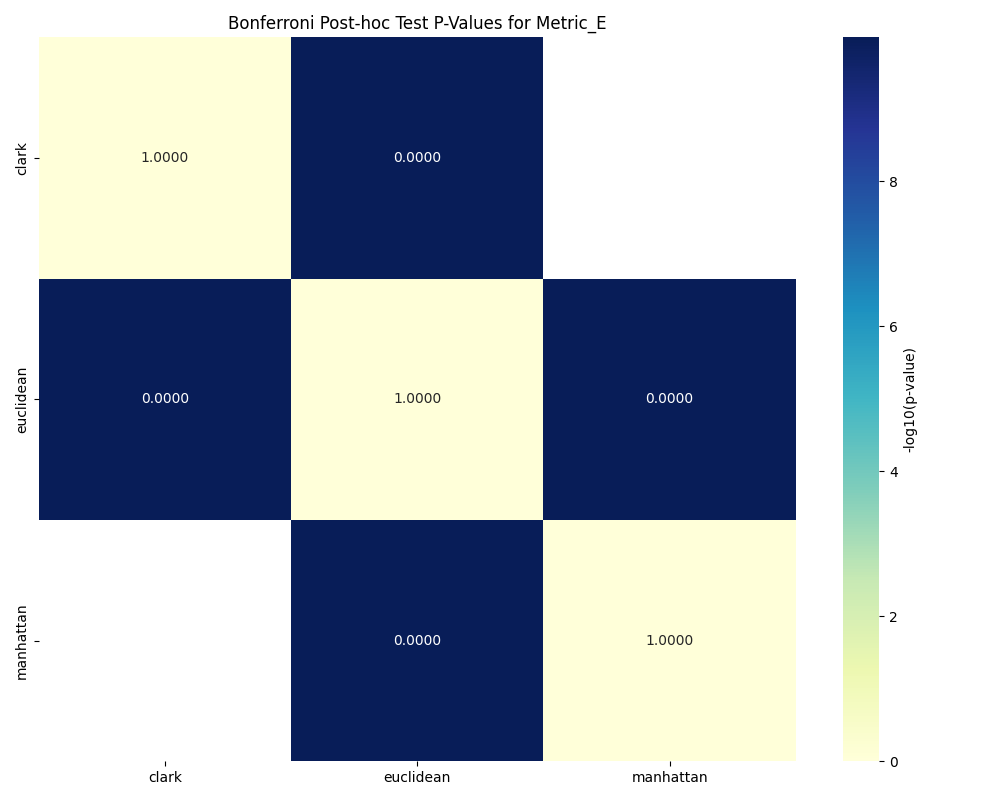 Bonferroni Post-hoc Test P-Values for Metric_E
clark
1.0000
0.0000
euclidean
0.0000
1.0000
0.0000
manhattan
0.0000
1.0000
clark
euclidean
manhattan
8
6
4
2
0
-log10(p-value)